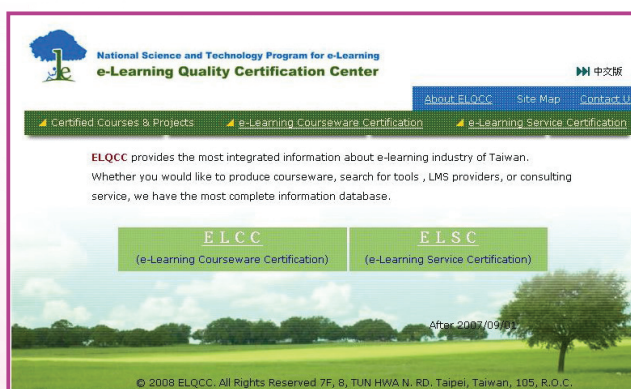 National Science and Technology Program for e-Learning
e-Learning Quality Certification Center
中文版
About ELQCC Site Map Contact U
Certified Courses & Projects e-Learning Courseware Certification e-Learning Service Certification
ELQCC provides the most integrated information about e-learning industry of Taiwan.
Whether you would like to produce courseware, search for tools , LMS providers, or consulting
service, we have the most complete information database.
ELCC ELSC
(e-Learning Courseware Certification) (e-Learning Service Certification)
After 2007/09/01
© 2008 ELQCC. All Rights Reserved 7F, 8, TUN HWA N. RD. Taipei, Taiwan, 105, R.O.C.